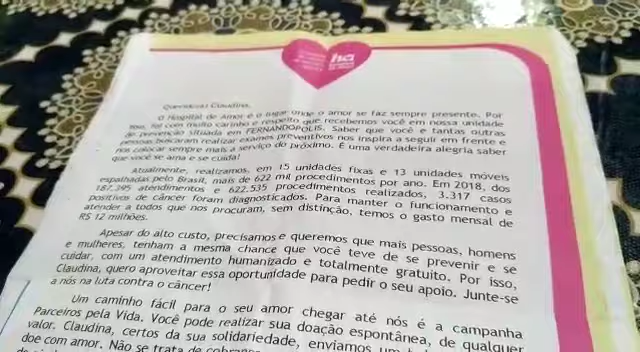 ha
Querido(a) Claudina,
O Hospital de Amor é o lugar onde o amor se faz sempre presente. Por
isso, foi com muito carinho e respeito que recebemos você em nossa unidade
de prevenção situada em FERNANDOPOLIS. Saber que você e tantas outras
pessoas buscaram realizar exames preventivos nos inspira a seguir em frente e
nos colocar sempre mais a serviço do próximo. É uma verdadeira alegria saber
que você se ama e se cuida!
Atualmente, realizamos, em 15 unidades fixas e 13 unidades móveis
espalhadas pelo Brasil, mais de 622 mil procedimentos por ano. Em 2018, dos
187.395 atendimentos e 622.535 procedimentos realizados, 3.317 casos
positivos de câncer foram diagnosticados. Para manter o funcionamento e
atender a todos que nos procuram, sem distinção, temos o gasto mensal de
R$ 12 milhões.
Apesar do alto custo, precisamos e queremos que mais pessoas, homens
e mulheres, tenham a mesma chance que você teve de se prevenir e se
cuidar, com um atendimento humanizado e totalmente gratuito. Por isso,
Claudina, quero aproveitar essa oportunidade para pedir o seu apoio. Junte-se
a nós na luta contra o câncer!
Um caminho fácil para o seu amor chegar até nós é a campanha
Parceiros pela Vida. Você pode realizar sua doação espontânea, de qualquer
valor. Claudina, certos da sua solidariedade, enviamos um
doe com amor. Não se trata de